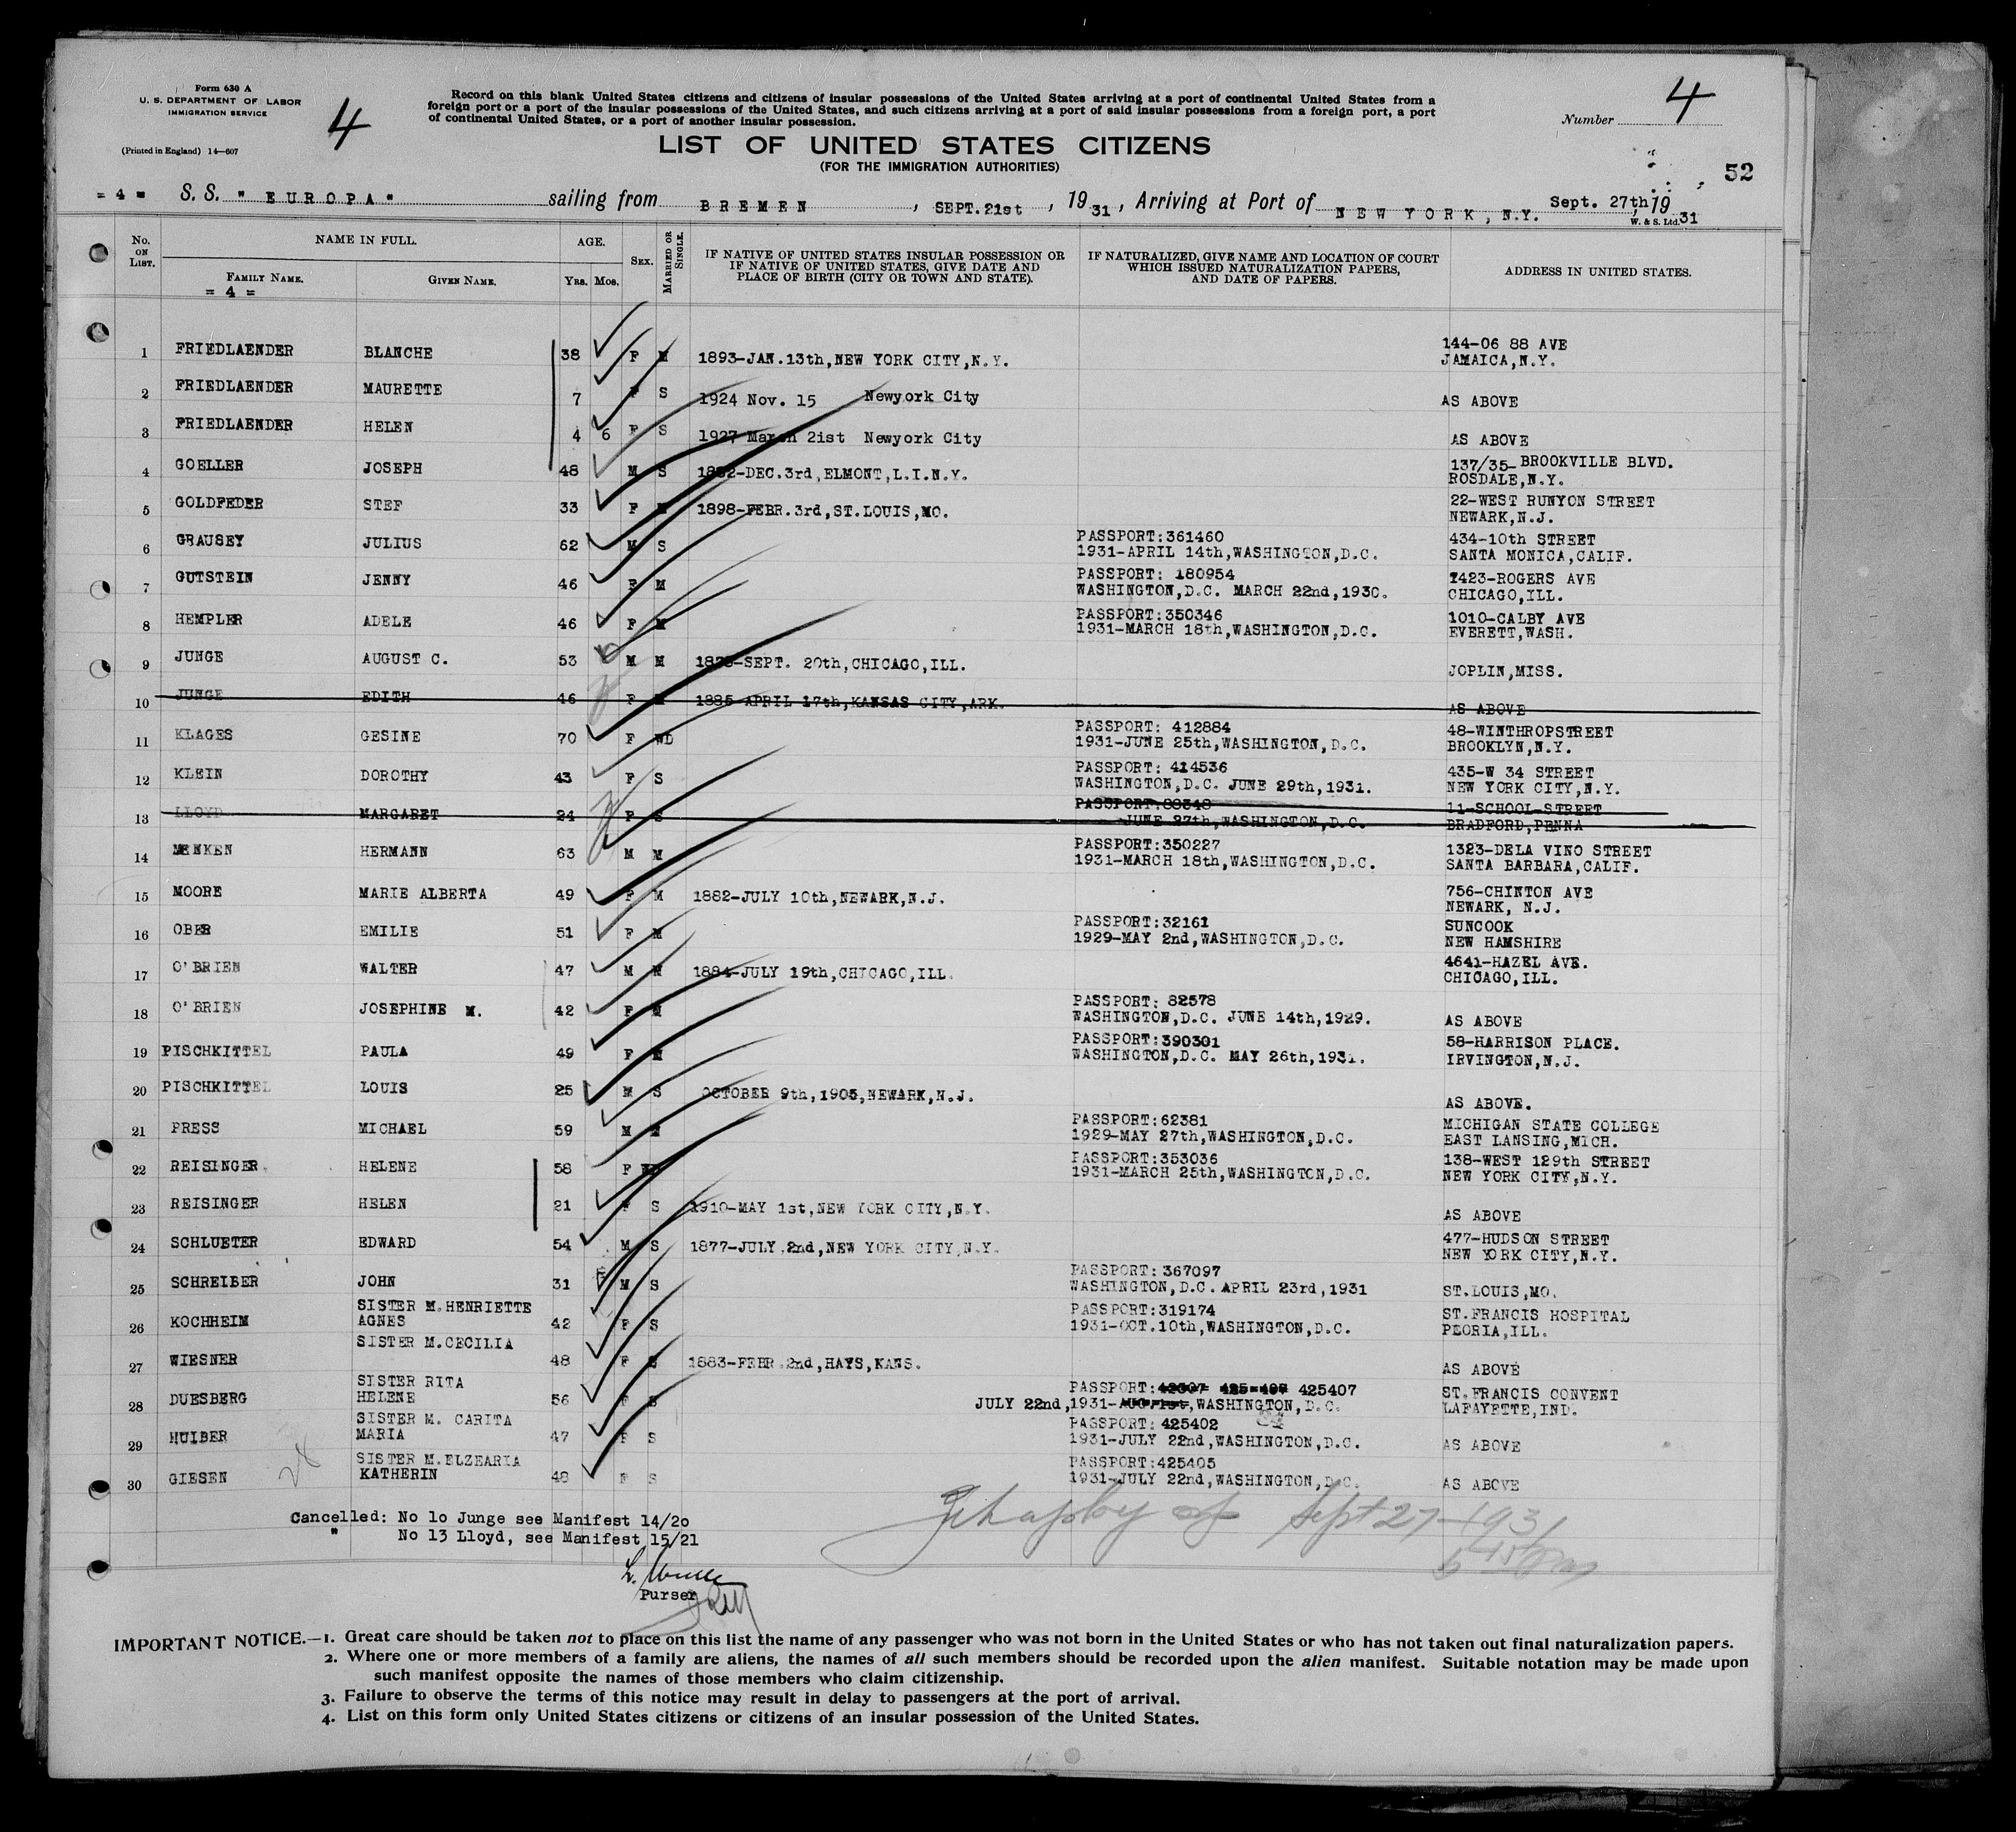 Form 630 A
U. S. DEPARTMENT OF LABOR
IMMIGRATION SERVICE
(Printed in England) 14—607
4
Record on this blank United States citizens and citizens of insular possessions of the United States arriving at a port of continental United States from a
foreign port or a port of the insular possessions of the United States, and such citizens arriving at a port of said insular possessions from a foreign port, a port
of continental United States, or a port of another insular possession.
4
Number
LIST OF UNITED STATES CITIZENS
(FOR THE IMMIGRATION AUTHORITIES)
52
= 4 = S. S. "EUROPA" sailing from BREMEN, SEPT.21st, 1931, Arriving at Port of NEW YORK, N.Y. Sept. 27th, 1931
W. & S. Ltd.
No. ON LIST. NAME IN FULL. AGE. SEX. MARRIED OR SINGLE. IF NATIVE OF UNITED STATES INSULAR POSSESSION OR IF NATIVE OF UNITED STATES, GIVE DATE AND PLACE OF BIRTH (CITY OR TOWN AND STATE). IF NATURALIZED, GIVE NAME AND LOCATION OF COURT WHICH ISSUED NATURALIZATION PAPERS, AND DATE OF PAPERS. ADDRESS IN UNITED STATES.
FAMILY NAME. GIVEN NAME. Yrs. Mos.
= 4 =
1 FRIEDLAENDER BLANCHE 38 F M 1893-JAN.13th,NEW YORK CITY,N.Y. 144-06 88 AVE
JAMAICA,N.Y.
2 FRIEDLAENDER MAURETTE 7 F S 1924 Nov. 15 Newyork City AS ABOVE
3 FRIEDLAENDER HELEN 4 6 F S 1927 March 2ist Newyork City AS ABOVE
4 GOELLER JOSEPH 48 M S 1882-DEC.3rd,ELMONT,L.I.N.Y. 137/35-BROOKVILLE BLVD.
ROSDALE,N.Y.
5 GOLDFEDER STEF 33 F M 1898-FEBR.3rd,ST.LOUIS,MO. 22-WEST RUNYON STREET
NEWARK,N.J.
6 GRAUSEY JULIUS 62 M S PASSPORT:361460 434-10th STREET
1931-APRIL 14th,WASHINGTON,D.C. SANTA MONICA,CALIF.
7 GUTSTEIN JENNY 46 F M PASSPORT: 180954 1423-ROGERS AVE
WASHINGTON,D.C. MARCH 22nd,1930. CHICAGO,ILL.
8 HEMPLER ADELE 46 F M PASSPORT:350346 1010-CALBY AVE
1931-MARCH 18th,WASHINGTON,D.C. EVERETT,WASH.
9 JUNGE AUGUST C. 53 M M 1878-SEPT. 20th,CHICAGO,ILL. JOPLIN,MISS.
10 JUNGE EDITH 46 F M 1885-APRIL 17th,KANSAS CITY,ARK. AS ABOVE
11 KLAGES GESINE 70 F WD PASSPORT: 412884 48-WINTHROPSTREET
1931-JUNE 25th,WASHINGTON,D.C. BROOKLYN,N.Y.
12 KLEIN DOROTHY 43 F S PASSPORT: 414536 435-W 34 STREET
WASHINGTON,D.C. JUNE 29th,1931. NEW YORK CITY,N.Y.
13 LLOYD MARGARET 24 F S PASSPORT:88348 11-SCHOOL-STREET
JUNE 27th,WASHINGTON,D.C. BRADFORD,PENNA
14 MENKEN HERMANN 63 M M PASSPORT:350227 1323-DELA VINO STREET
1931-MARCH 18th,WASHINGTON,D.C. SANTA BARBARA,CALIF.
15 MOORE MARIE ALBERTA 49 F M 1882-JULY 10th,NEWARK,N.J. 756-CHINTON AVE
NEWARK, N.J.
16 OBER EMILIE 51 F M PASSPORT:32161 SUNCOOK
1929-MAY 2nd,WASHINGTON,D.C. NEW HAMSHIRE
17 O'BRIEN WALTER 47 M M 1884-JULY 19th,CHICAGO,ILL. 4641-HAZEL AVE.
CHICAGO,ILL.
18 O'BRIEN JOSEPHINE M. 42 F M PASSPORT: 82578
WASHINGTON,D.C. JUNE 14th,1929. AS ABOVE
19 PISCHKITTEL PAULA 49 F M PASSPORT:390301 58-HARRISON PLACE.
WASHINGTON,D.C. MAY 26th,1931. IRVINGTON,N.J.
20 PISCHKITTEL LOUIS 25 M S OCTOBER 9th,1905,NEWARK,N.J. AS ABOVE.
21 PRESS MICHAEL 59 M M PASSPORT:62381 MICHIGAN STATE COLLEGE
1929-MAY 27th,WASHINGTON,D.C. EAST LANSING,MICH.
22 REISINGER HELENE 58 F WD PASSPORT:353036 138-WEST 129th STREET
1931-MARCH 25th,WASHINGTON,D.C. NEW YORK CITY,N.Y.
23 REISINGER HELEN 21 F S 1910-MAY 1st,NEW YORK CITY,N.Y. AS ABOVE
24 SCHLUETER EDWARD 54 M S 1877-JULY 2nd,NEW YORK CITY,N.Y. 477-HUDSON STREET
NEW YORK CITY,N.Y.
25 SCHREIBER JOHN 31 M S PASSPORT: 367097
WASHINGTON,D.C. APRIL 23rd,1931 ST.LOUIS,MO.
SISTER M.HENRIETTE PASSPORT:319174 ST.FRANCIS HOSPITAL
26 KOCHHEIM AGNES 42 F S 1931-OCT.10th,WASHINGTON,D.C. PEORIA,ILL.
SISTER M.CECILIA
27 WIESNER 48 F S 1883-FEBR.2nd,HAYS,KANS. AS ABOVE
SISTER RITA PASSPORT: 425407 ST.FRANCIS CONVENT
28 DUESBERG HELENE 56 F S JULY 22nd,1931-AUG.1st,WASHINGTON,D.C. LAFAYETTE,IND.
SISTER M. CARITA PASSPORT: 425402
29 HUIBER MARIA 47 F S 1931-JULY 22nd,WASHINGTON,D.C. AS ABOVE
SISTER M.ELZEARIA PASSPORT:425405
30 GIESEN KATHERIN 48 F S 1931-JULY 22nd,WASHINGTON,D.C. AS ABOVE
28
Cancelled: No 1o Junge see Manifest 14/2o
" No 13 Lloyd, see Manifest 15/21
Sept 27-1931
Purser
IMPORTANT NOTICE.—1. Great care should be taken not to place on this list the name of any passenger who was not born in the United States or who has not taken out final naturalization papers.
2. Where one or more members of a family are aliens, the names of all such members should be recorded upon the alien manifest. Suitable notation may be made upon
such manifest opposite the names of those members who claim citizenship.
3. Failure to observe the terms of this notice may result in delay to passengers at the port of arrival.
4. List on this form only United States citizens or citizens of an insular possession of the United States.